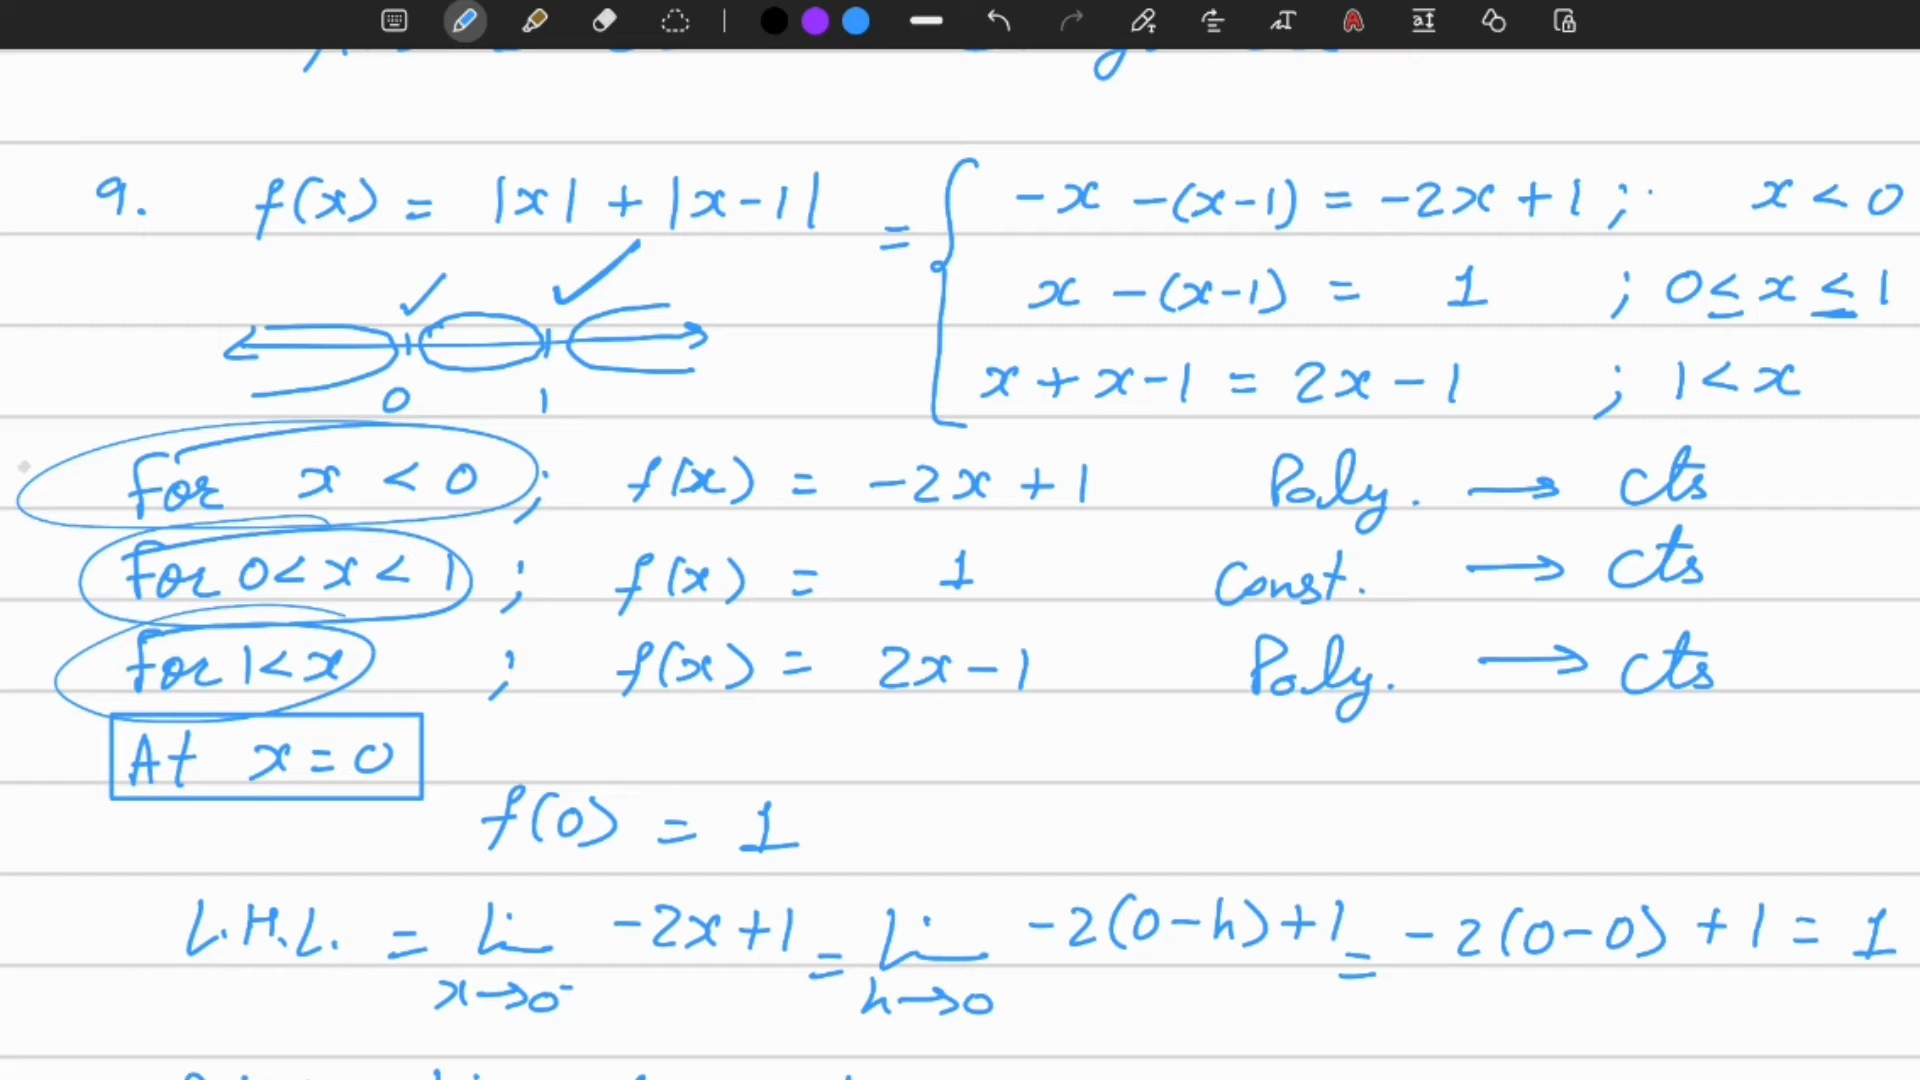 9. f(x) = |x| + |x-1| = { -x -(x-1) = -2x+1 ; x < 0
x -(x-1) = 1 ; 0 ≤ x ≤ 1
x + x-1 = 2x-1 ; 1 < x
0 1
For x < 0 ; f(x) = -2x+1 Poly. → cts
For 0 < x < 1 ; f(x) = 1 Const. → cts
For 1 < x ; f(x) = 2x-1 Poly. → cts
At x = 0
f(0) = 1
L.H.L. = Li -2x+1 = Li -2(0-h)+1 = -2(0-0)+1 = 1
x→0⁻ h→0